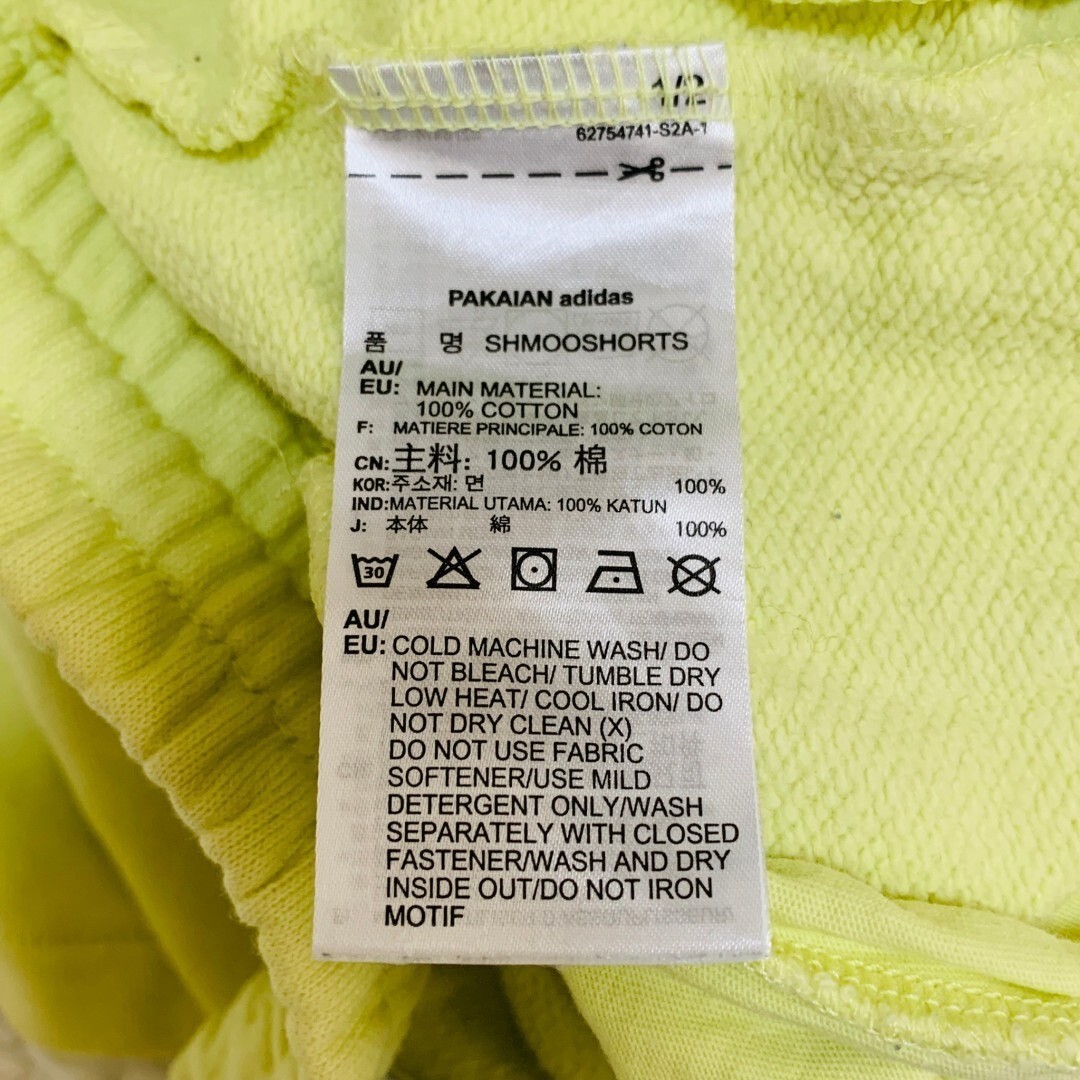 1/2
62754741-S2A-1
PAKAIAN adidas
品 명 SHMOOSHORTS
AU/
EU: MAIN MATERIAL:
100% COTTON
F: MATIERE PRINCIPALE: 100% COTON
CN:主料: 100% 棉
KOR:주소재: 면 100%
IND:MATERIAL UTAMA: 100% KATUN
J: 本体 綿 100%
30
AU/
EU: COLD MACHINE WASH/ DO
NOT BLEACH/ TUMBLE DRY
LOW HEAT/ COOL IRON/ DO
NOT DRY CLEAN (X)
DO NOT USE FABRIC
SOFTENER/USE MILD
DETERGENT ONLY/WASH
SEPARATELY WITH CLOSED
FASTENER/WASH AND DRY
INSIDE OUT/DO NOT IRON
MOTIF